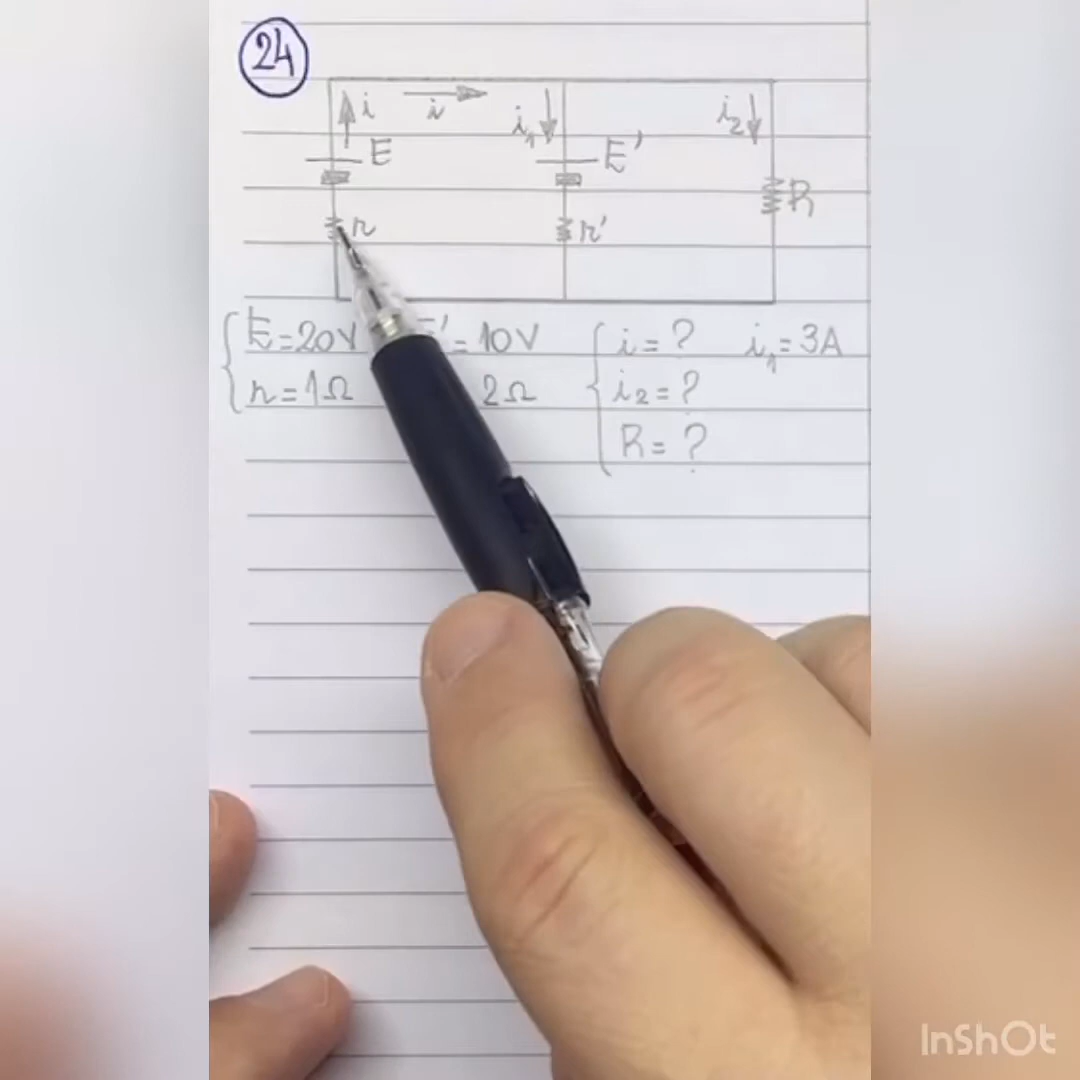 24
i i i₁ i₂
E E' R
r r'
E=20V ' = 10V i = ? i₁ = 3A
r = 1Ω 2Ω i₂ = ?
R = ?
InShOt